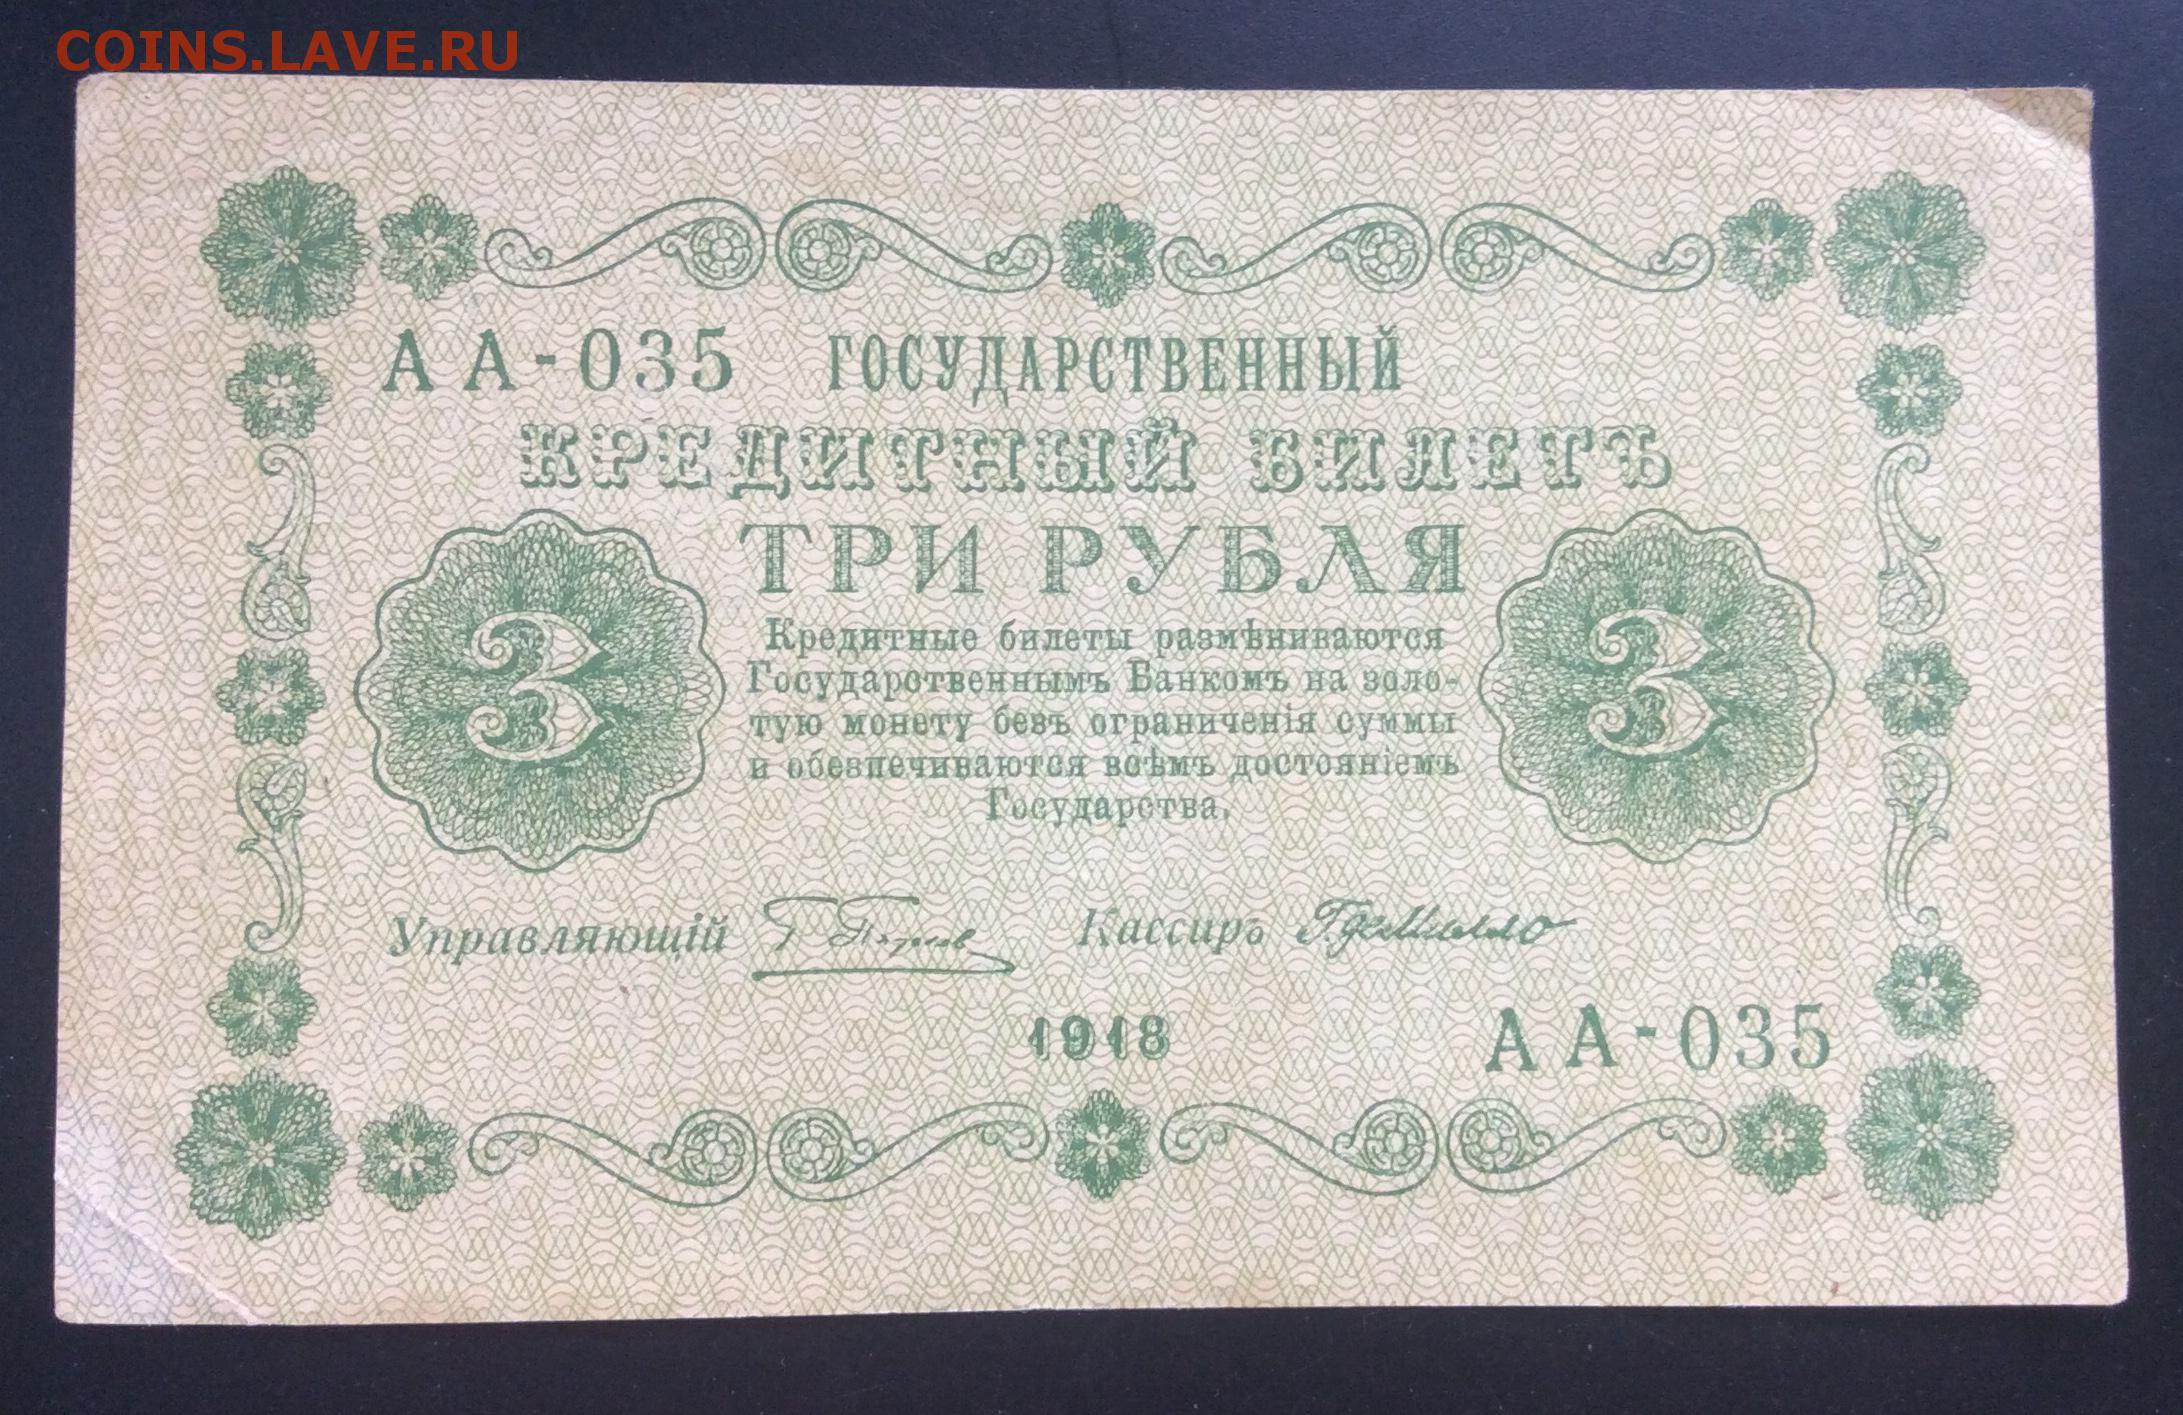 COINS.LAVE.RU
АА-035 ГОСУДАРСТВЕННЫЙ
КРЕДИТНЫЙ БИЛЕТЪ
ТРИ РУБЛЯ
3 3
Кредитные билеты размѣниваются
Государственнымъ Банкомъ на золо-
тую монету безъ ограниченія суммы
и обезпечиваются всѣмъ достояніемъ
Государства.
Управляющій Кассиръ
1918 АА-035